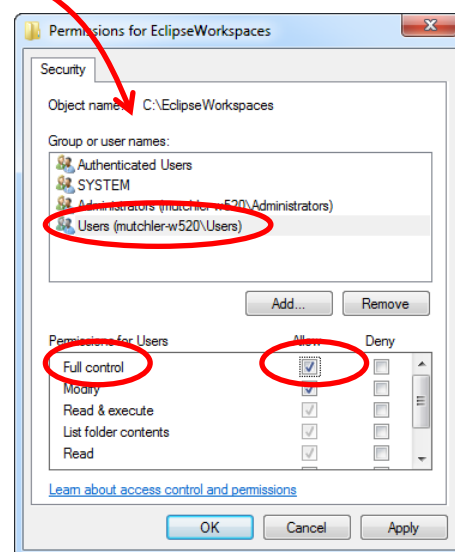 Permissions for EclipseWorkspaces
Security
Object name: C:\EclipseWorkspaces
Group or user names:
Authenticated Users
SYSTEM
Administrators (mutchler-w520\Administrators)
Users (mutchler-w520\Users)
Add... Remove
Permissions for Users Allow Deny
Full control
Modify
Read & execute
List folder contents
Read
Learn about access control and permissions
OK Cancel Apply